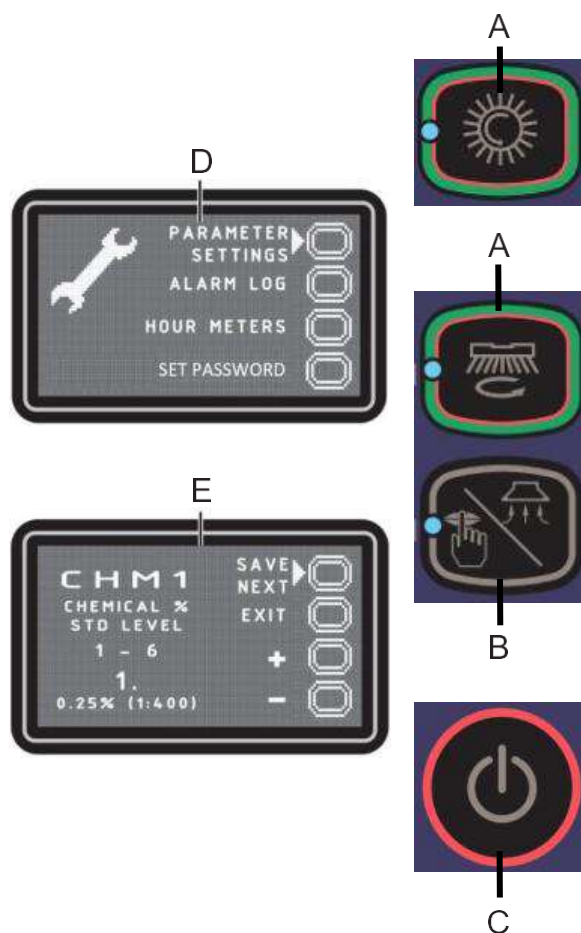 A
D
PARAMETER
SETTINGS
ALARM LOG
HOUR METERS
SET PASSWORD
A
E
CHM1
CHEMICAL %
STD LEVEL
1 - 6
1.
0.25% (1:400)
SAVE
NEXT
EXIT
+
-
B
C